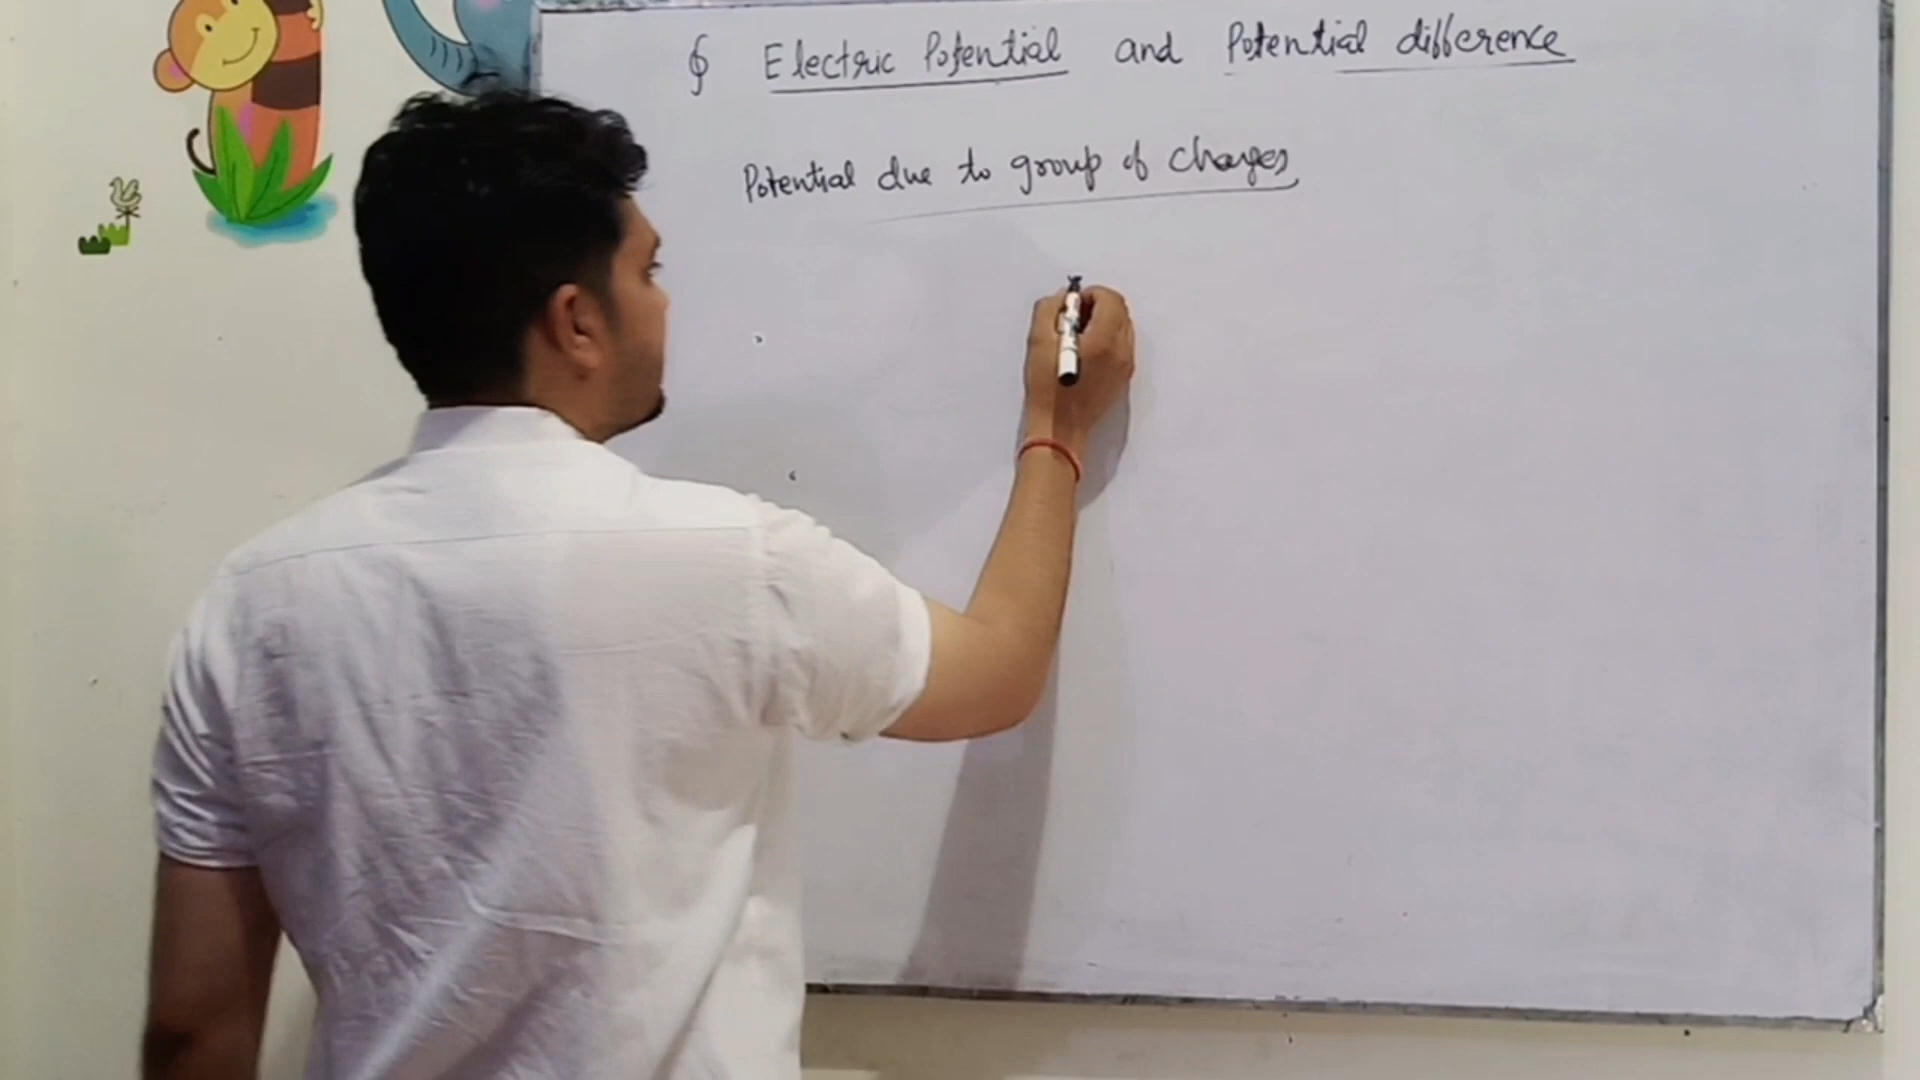 § Electric Potential and Potential difference
Potential due to group of charges